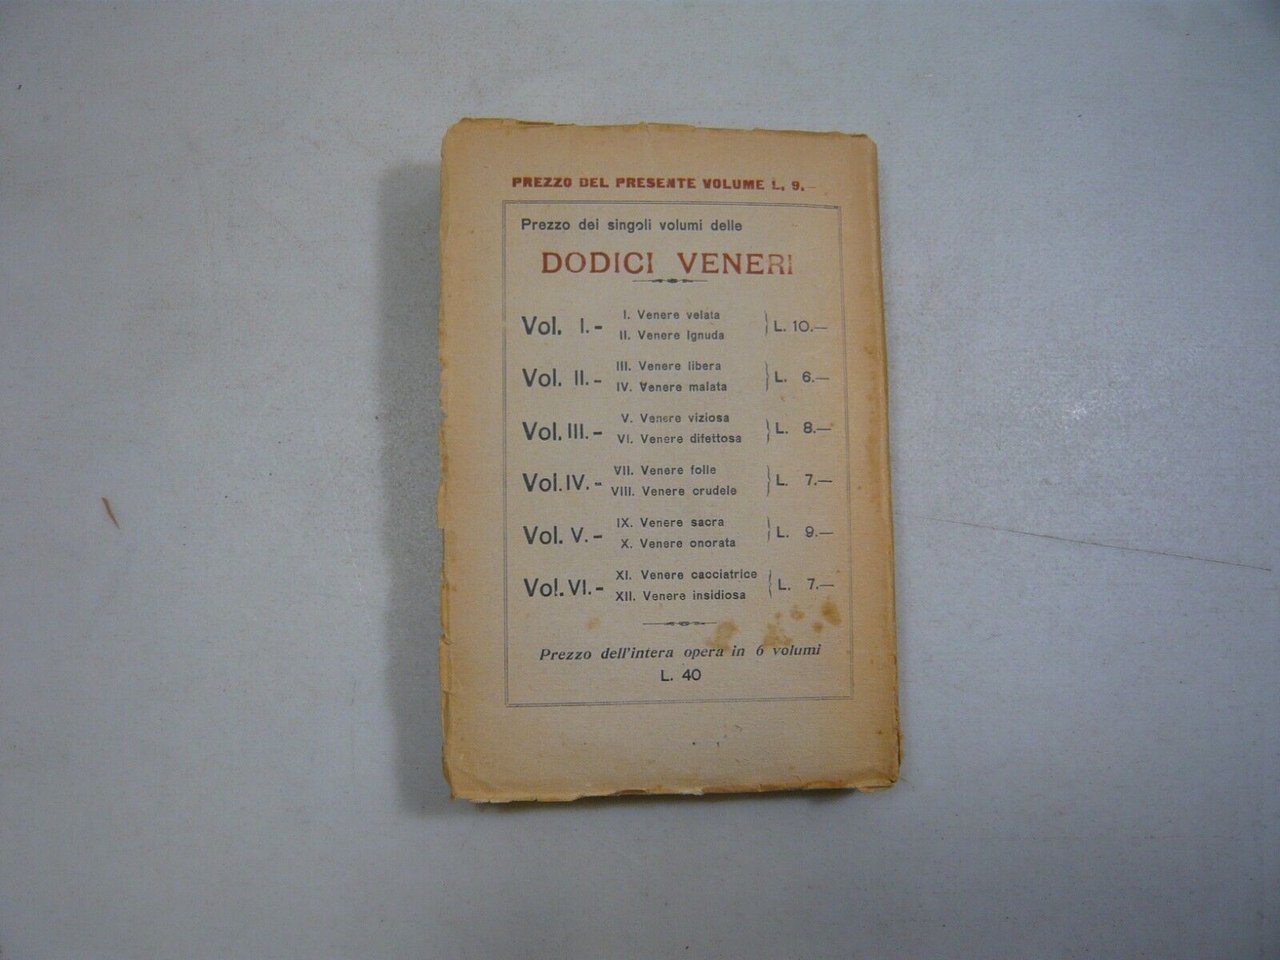 PREZZO DEL PRESENTE VOLUME L. 9.—
Prezzo dei singoli volumi delle
DODICI VENERI
Vol. I.- I. Venere velata
II. Venere ignuda } L. 10.—
Vol. II.- III. Venere libera
IV. Venere malata } L. 6.—
Vol. III.- V. Venere viziosa
VI. Venere difettosa } L. 8.—
Vol. IV.- VII. Venere folle
VIII. Venere crudele } L. 7.—
Vol. V.- IX. Venere sacra
X. Venere onorata } L. 9.—
Vol. VI.- XI. Venere cacciatrice
XII. Venere insidiosa } L. 7.—
Prezzo dell'intera opera in 6 volumi
L. 40